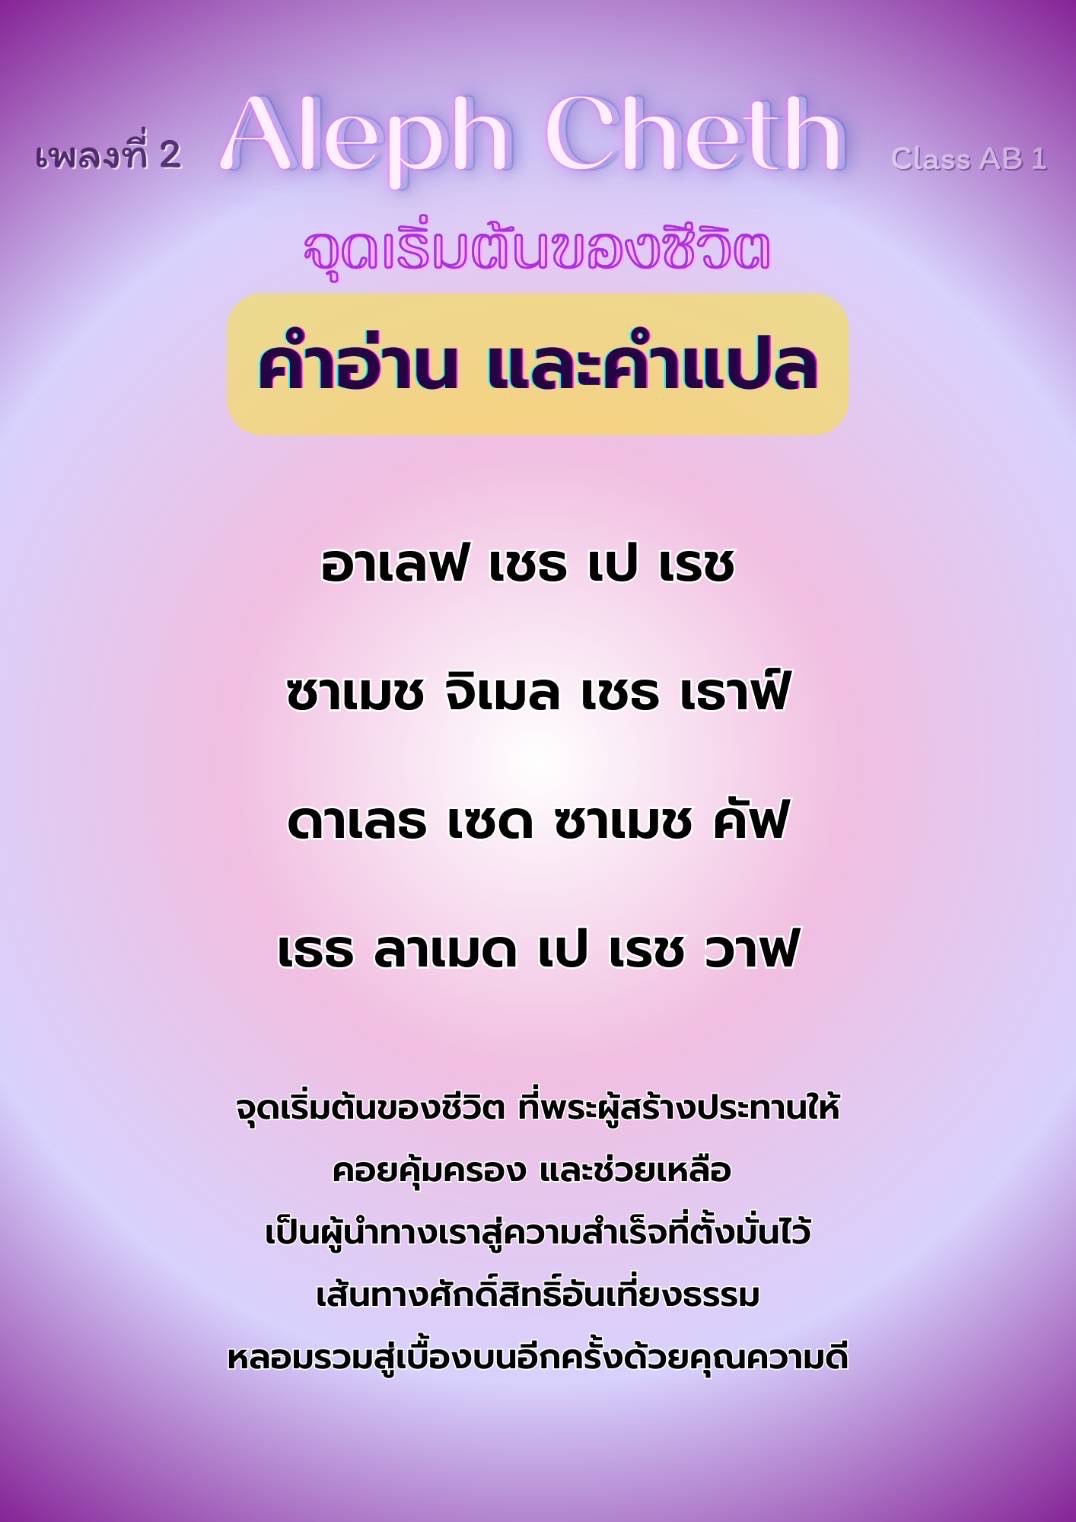 เพลงที่ 2 Aleph Cheth Class AB 1
จุดเริ่มต้นของชีวิต
คำอ่าน และคำแปล
อาเลฟ เชธ เป เรช
ซาเมช จิเมล เชธ เธาฟ์
ดาเลธ เซด ซาเมช คัฟ
เธธ ลาเมด เป เรช วาฟ
จุดเริ่มต้นของชีวิต ที่พระผู้สร้างประทานให้
คอยคุ้มครอง และช่วยเหลือ
เป็นผู้นำทางเราสู่ความสำเร็จที่ตั้งมั่นไว้
เส้นทางศักดิ์สิทธิ์อันเที่ยงธรรม
หลอมรวมสู่เบื้องบนอีกครั้งด้วยคุณความดี